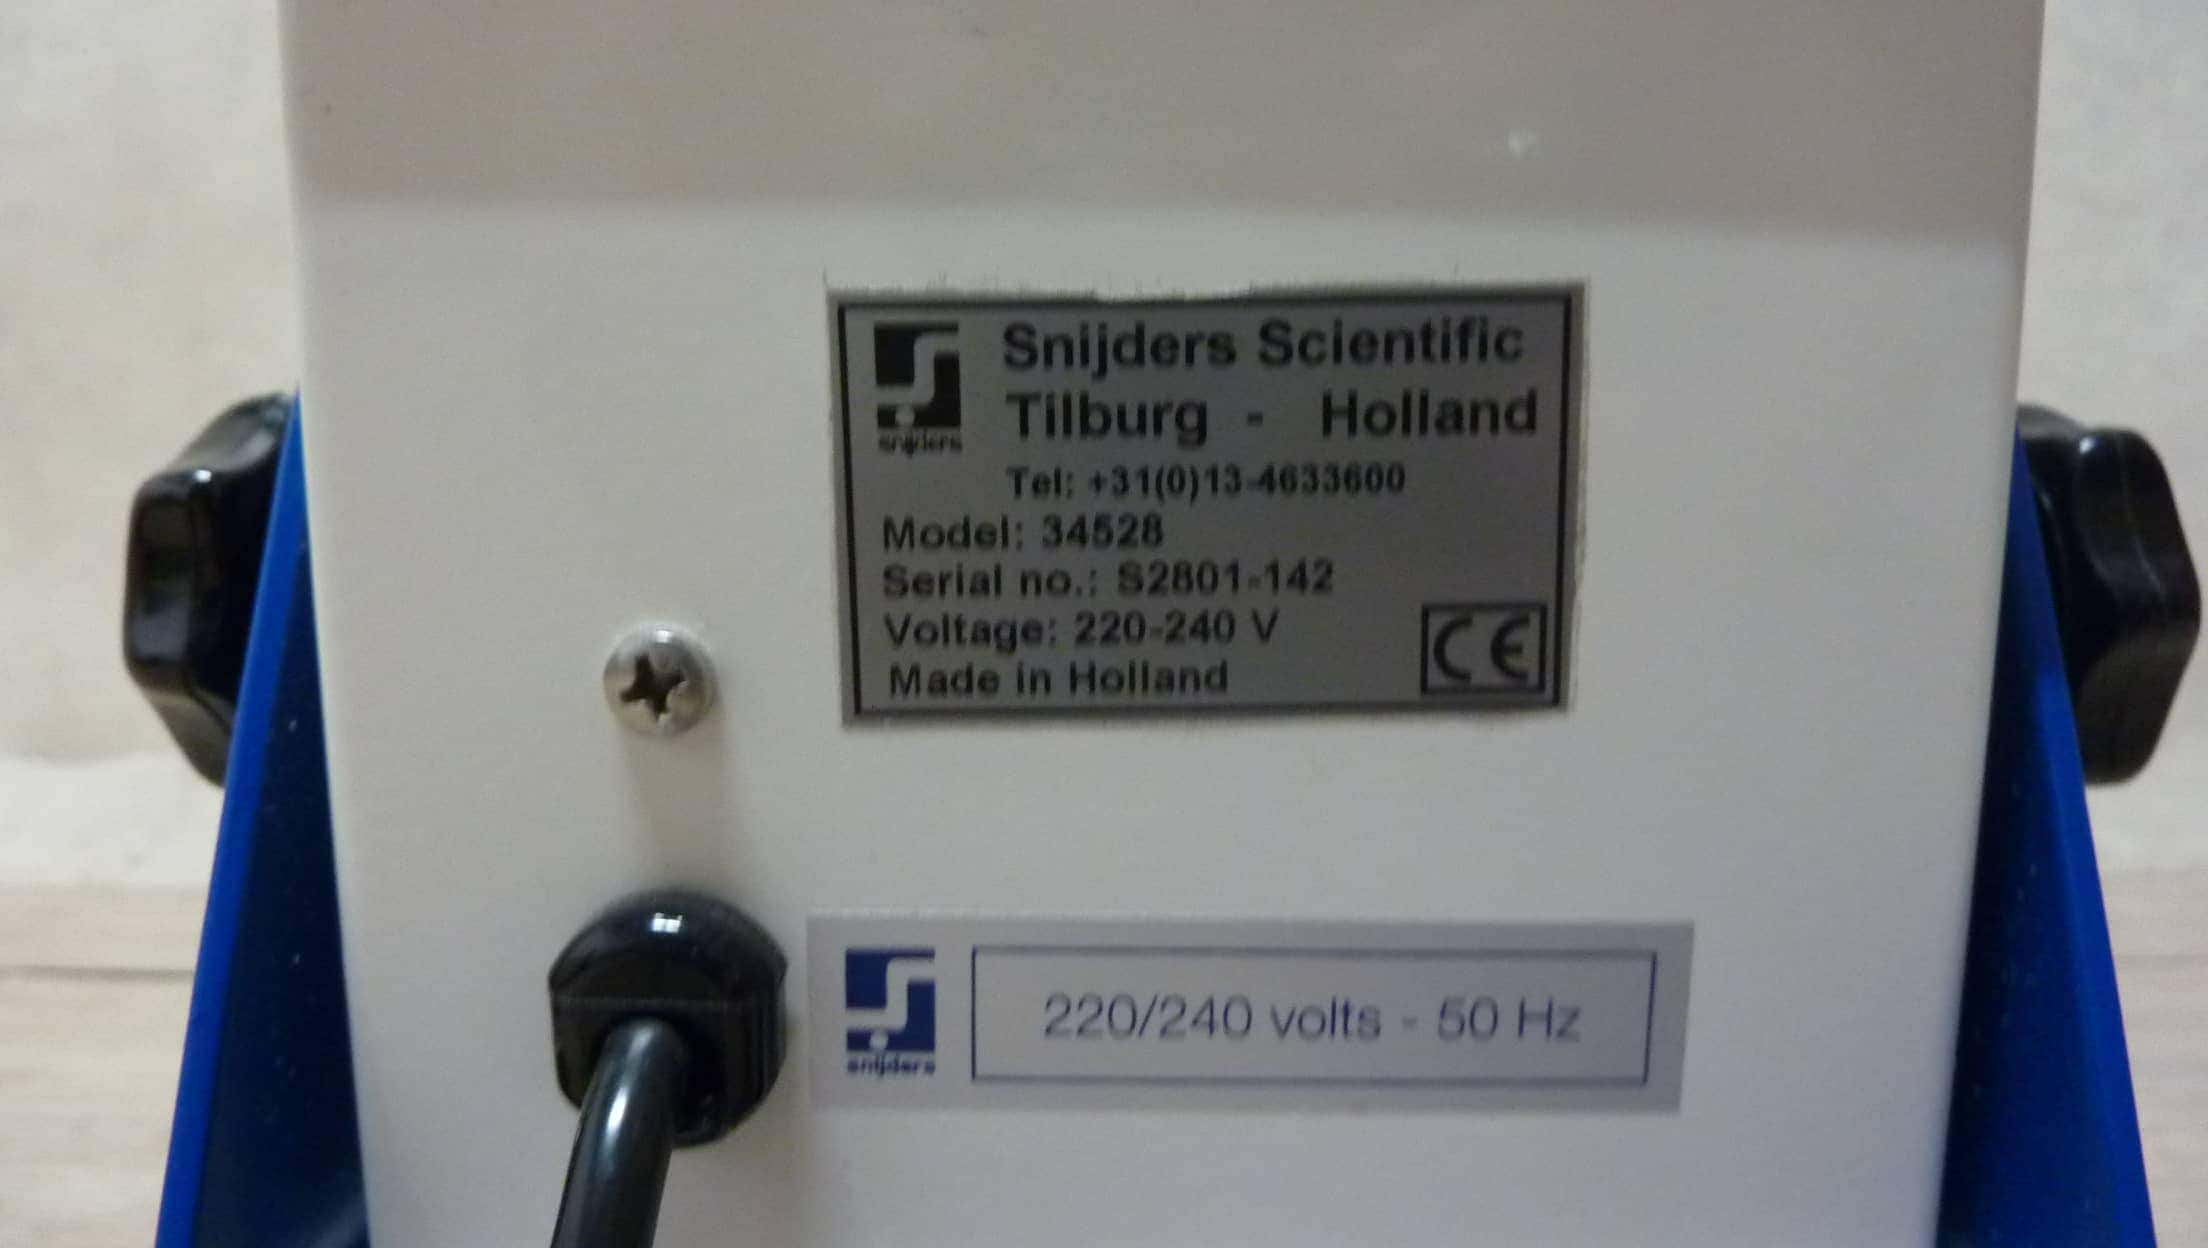 Snijders Scientific
Tilburg - Holland
snijders
Tel: +31(0)13-4633600
Model: 34528
Serial no.: S2801-142
Voltage: 220-240 V
Made in Holland
CE
220/240 volts - 50 Hz
snijders